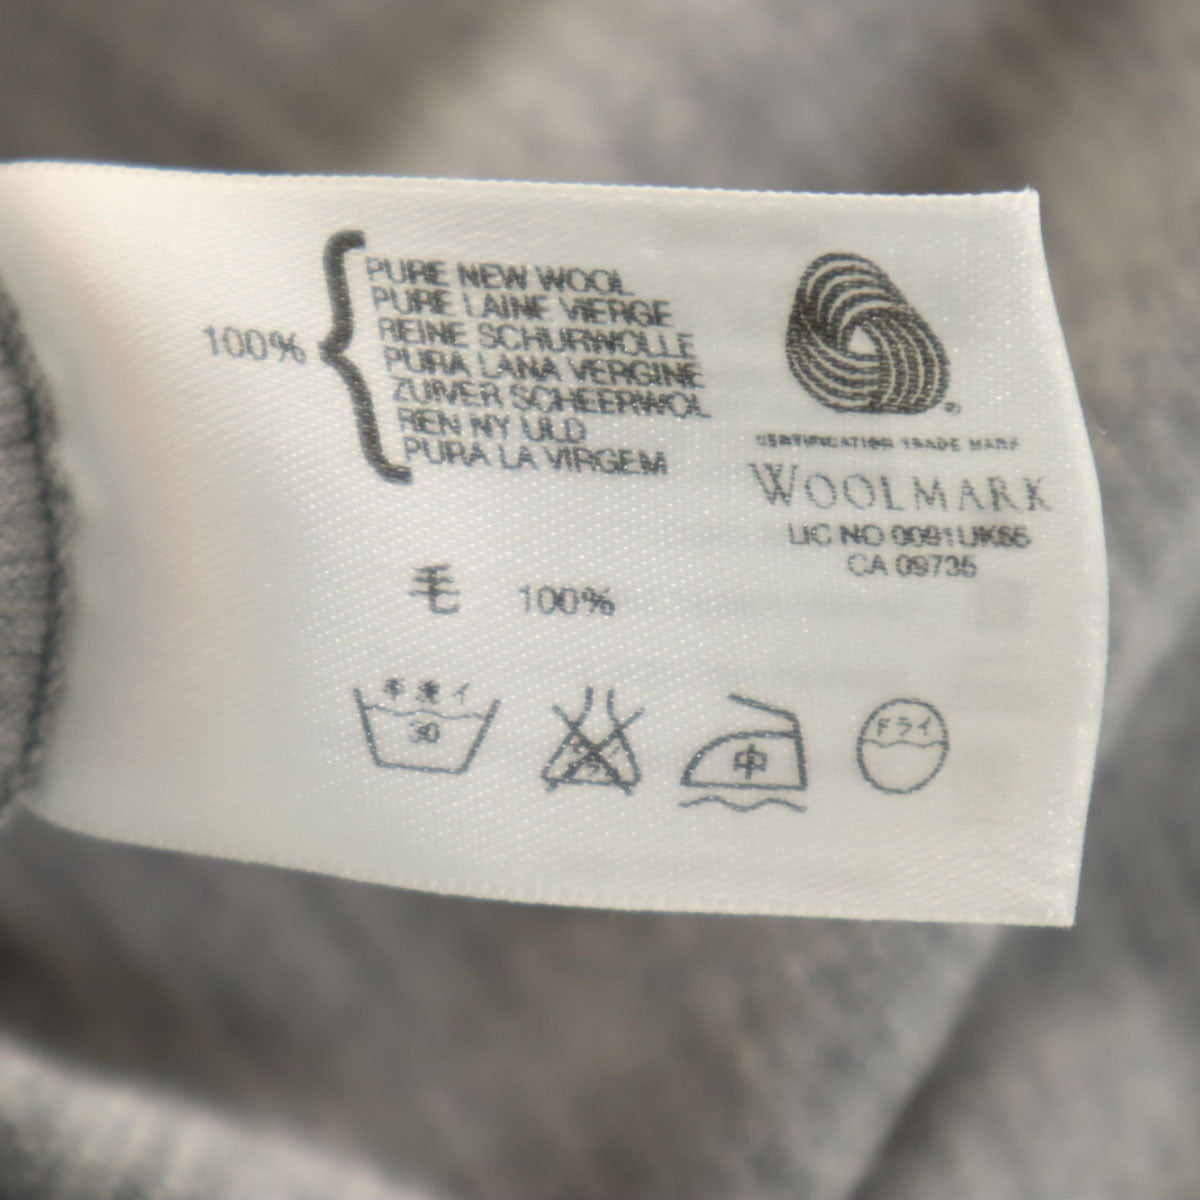 100%
PURE NEW WOOL
PURE LAINE VIERGE
REINE SCHURWOLLE
PURA LANA VERGINE
ZUIVER SCHEERWOL
REN NY ULD
PURA LA VIRGEM
CERTIFICATION TRADE MARK
WOOLMARK
LIC NO 0091UK65
CA 09735
毛 100%
手洗イ
30
中
ドライ